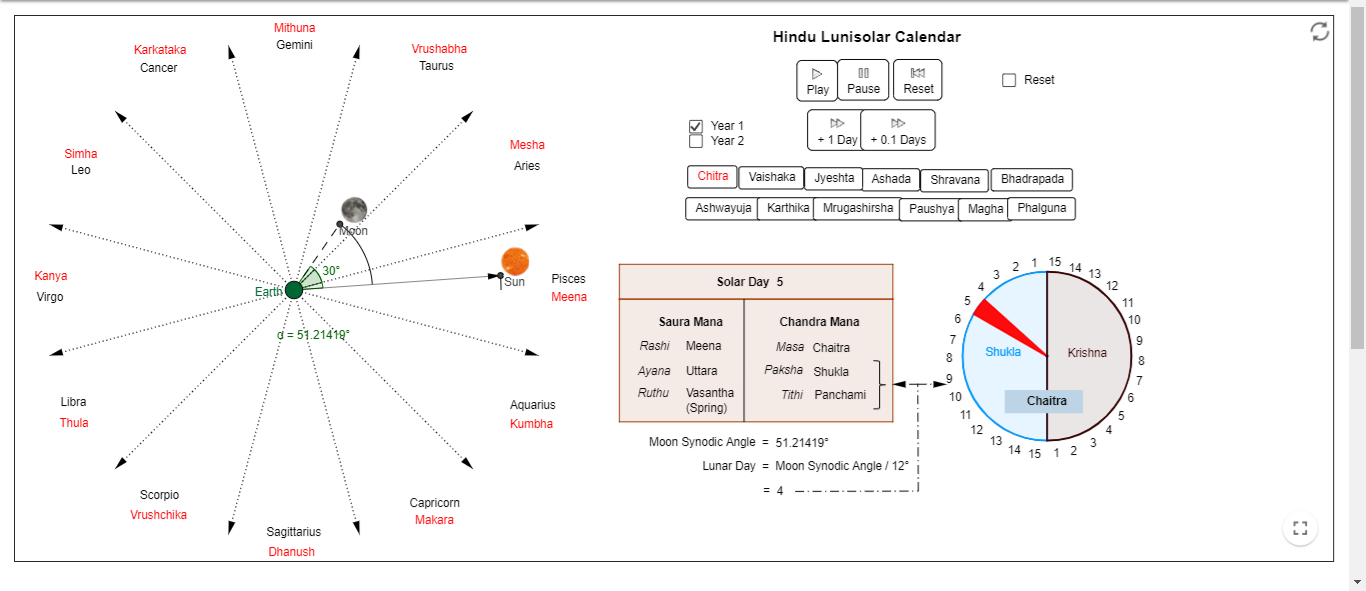 Hindu Lunisolar Calendar
Play
Pause
Reset
Reset
Year 1
Year 2
+ 1 Day
+ 0.1 Days
Chitra
Vaishaka
Jyeshta
Ashada
Shravana
Bhadrapada
Ashwayuja
Karthika
Mrugashirsha
Paushya
Magha
Phalguna
Mithuna
Gemini
Karkataka
Cancer
Vrushabha
Taurus
Simha
Leo
Mesha
Aries
Moon
Sun
30°
Earth
α = 51.21419°
Kanya
Virgo
Pisces
Meena
Libra
Thula
Aquarius
Kumbha
Scorpio
Vrushchika
Capricorn
Makara
Sagittarius
Dhanush
Solar Day 5
Saura Mana
Rashi Meena
Ayana Uttara
Ruthu Vasantha
(Spring)
Chandra Mana
Masa Chaitra
Paksha Shukla
Tithi Panchami
Moon Synodic Angle = 51.21419°
Lunar Day = Moon Synodic Angle / 12°
= 4
1
2
3
4
5
6
7
8
9
10
11
12
13
14
15
15
14
13
12
11
10
9
8
7
6
5
4
3
2
1
Shukla
Krishna
Chaitra